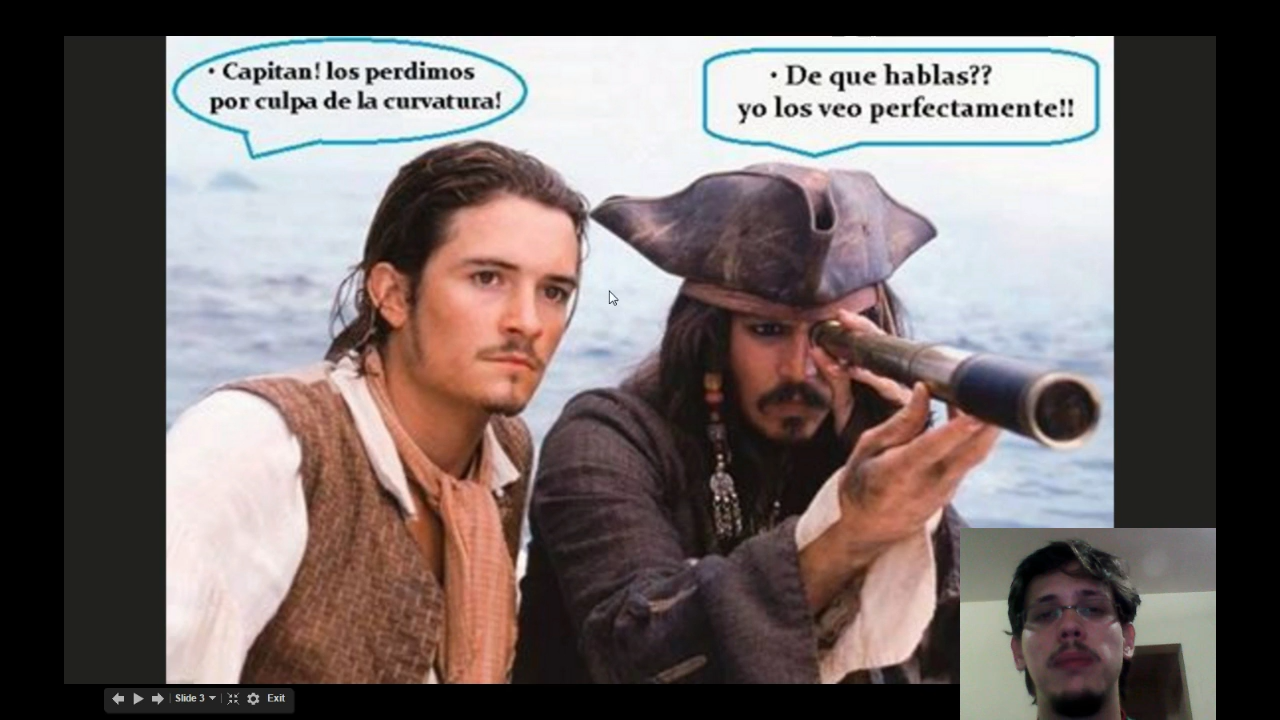 • Capitan! los perdimos
por culpa de la curvatura!
• De que hablas??
yo los veo perfectamente!!
Slide 3
Exit